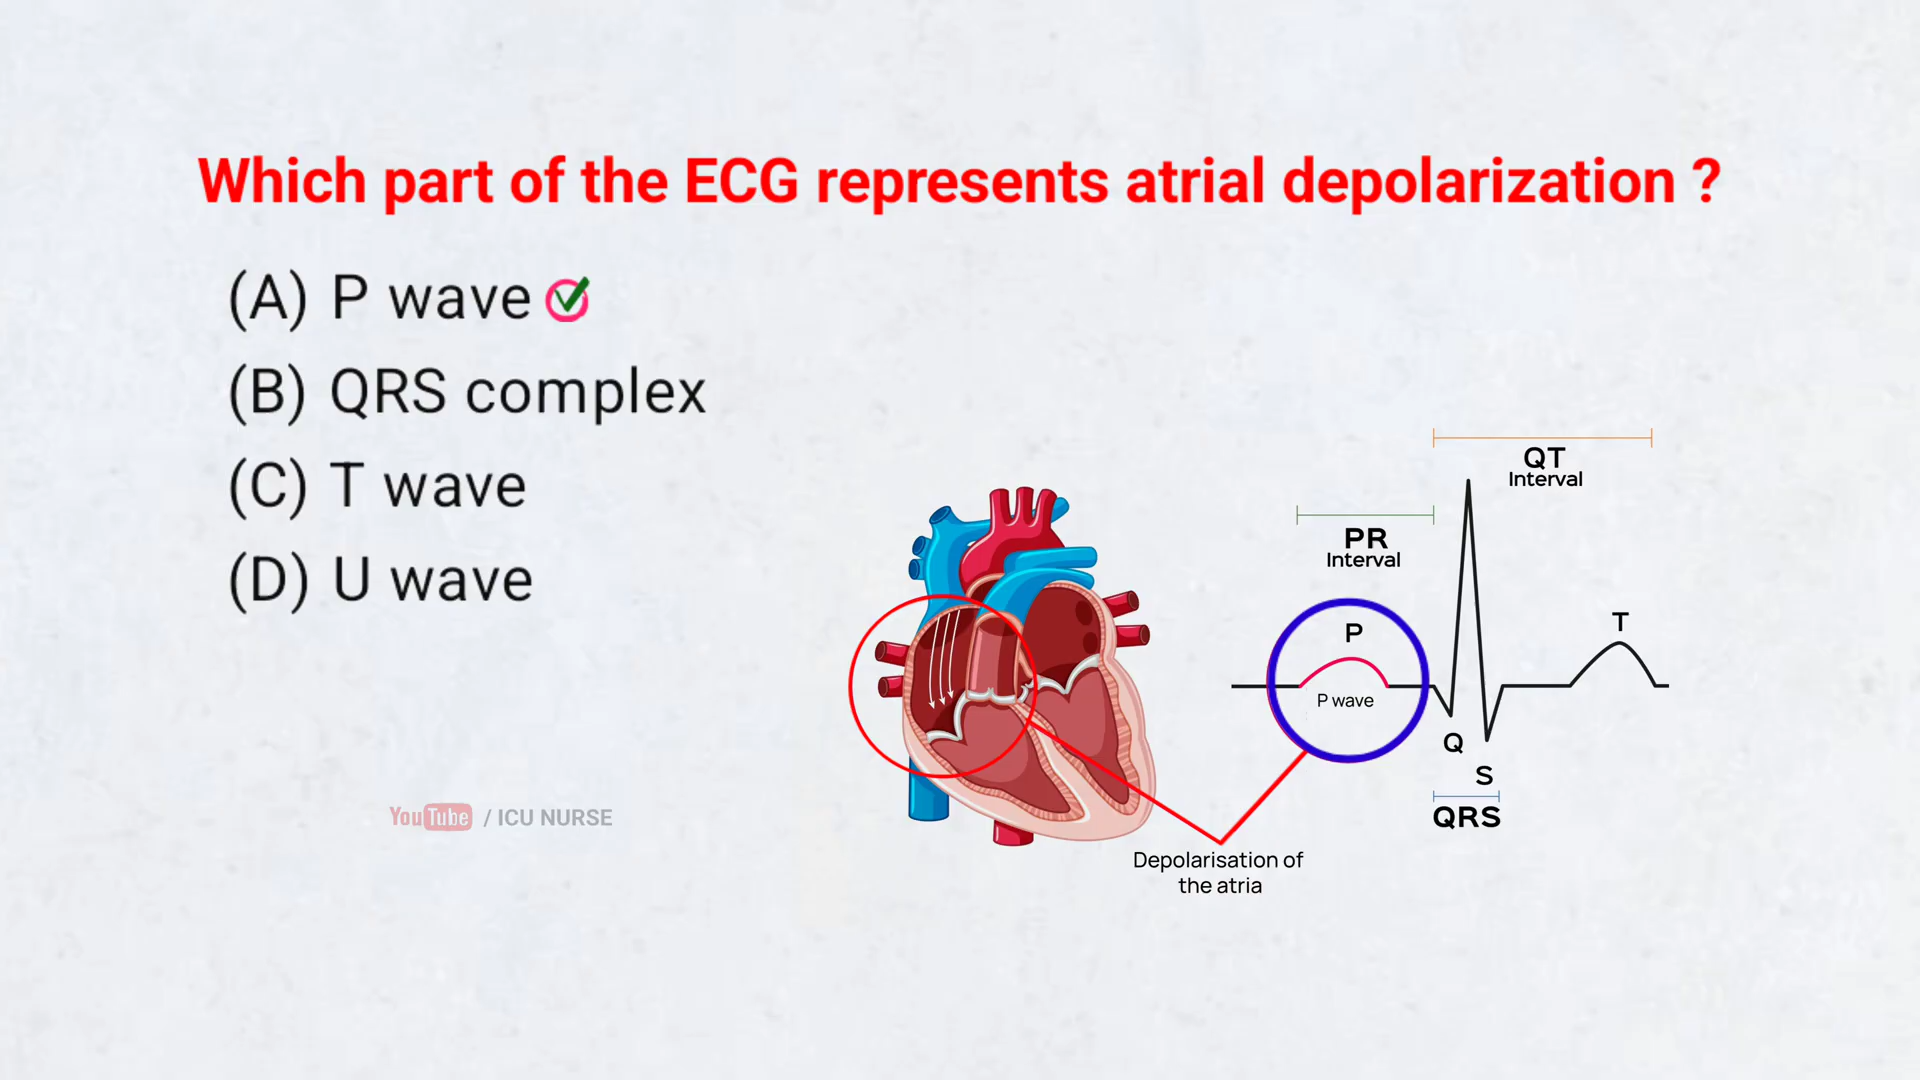 Which part of the ECG represents atrial depolarization ?
(A) P wave
(B) QRS complex
(C) T wave
(D) U wave
QT
Interval
PR
Interval
P
P wave
T
Q
S
QRS
YouTube / ICU NURSE
Depolarisation of
the atria